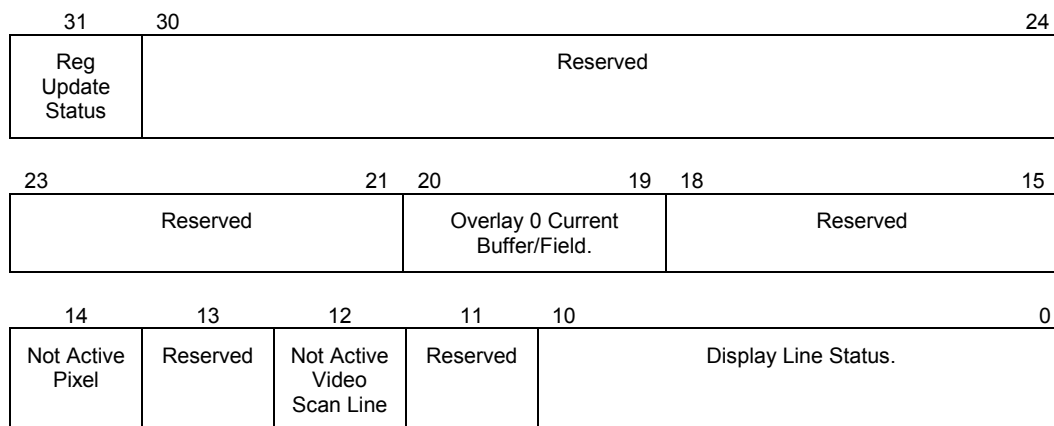 31 30 24
Reg Update Status Reserved
23 21 20 19 18 15
Reserved Overlay 0 Current Buffer/Field. Reserved
14 13 12 11 10 0
Not Active Pixel Reserved Not Active Video Scan Line Reserved Display Line Status.